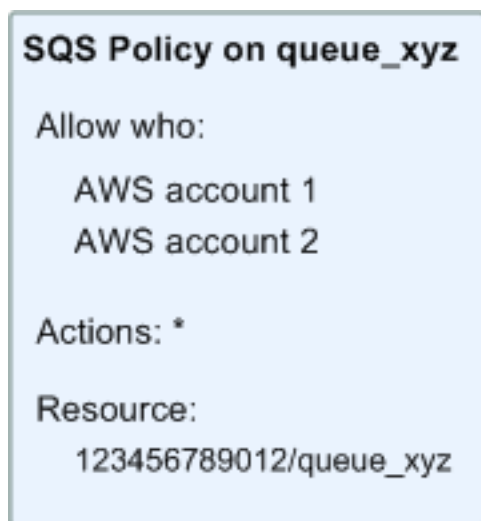 SQS Policy on queue_xyz
Allow who:
AWS account 1
AWS account 2
Actions: *
Resource:
123456789012/queue_xyz